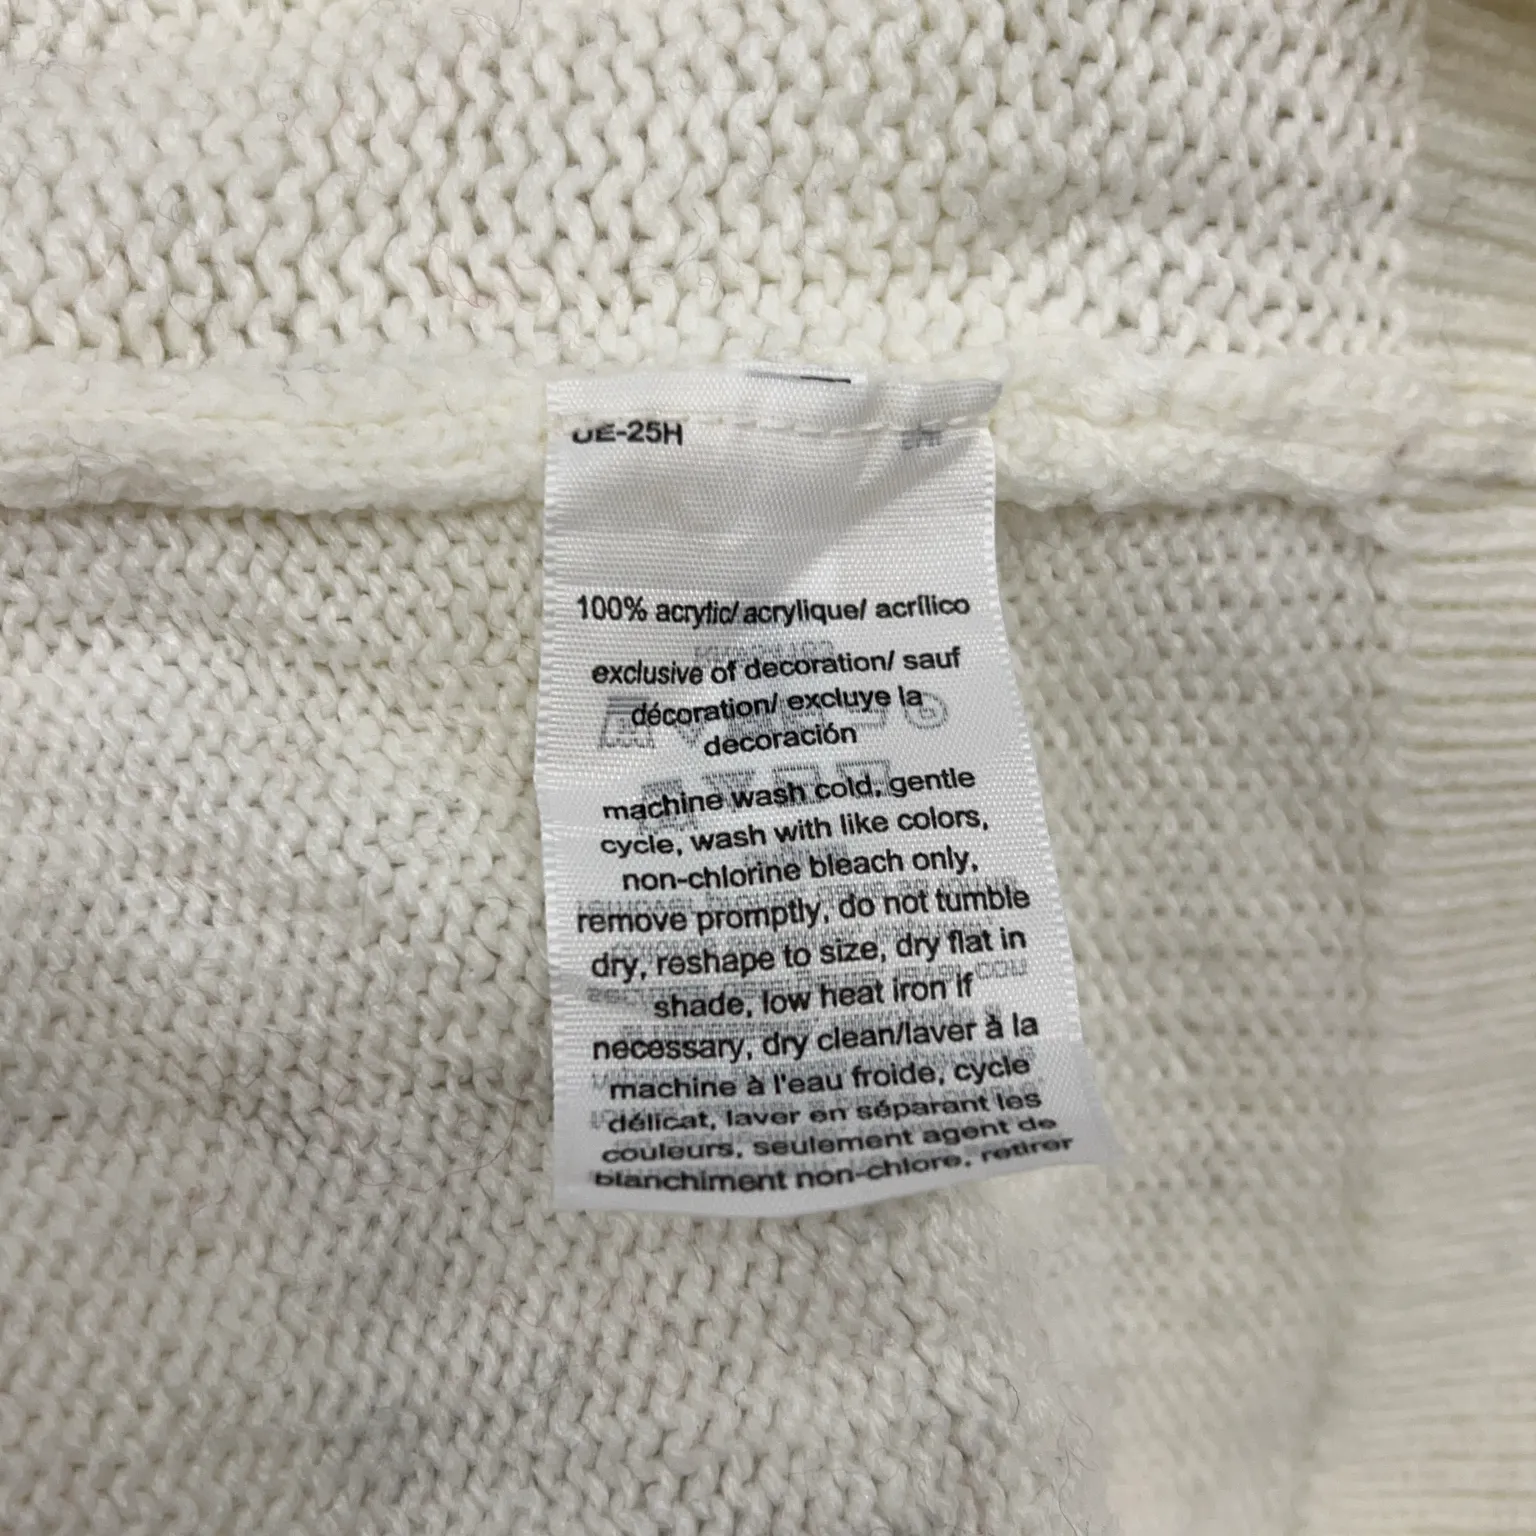 -25H
100% acrylic/ acrylique/ acrílico
exclusive of decoration/ sauf
décoration/ excluye la
decoración
machine wash cold, gentle
cycle, wash with like colors,
non-chlorine bleach only,
remove promptly, do not tumble
dry, reshape to size, dry flat in
shade, low heat iron if
necessary, dry clean/laver à la
machine à l'eau froide, cycle
délicat, laver en séparant les
couleurs, seulement agent de
blanchiment non-chlore, retirer